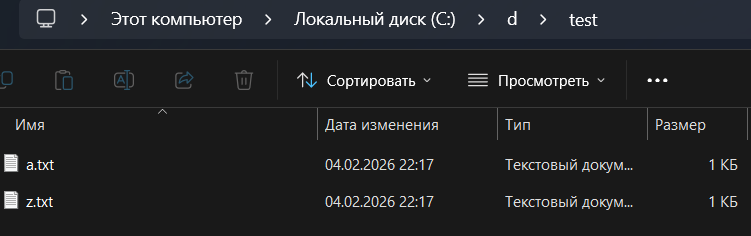 Этот компьютер > Локальный диск (C:) > d > test
Сортировать Просмотреть
Имя Дата изменения Тип Размер
a.txt 04.02.2026 22:17 Текстовый докум... 1 КБ
z.txt 04.02.2026 22:17 Текстовый докум... 1 КБ